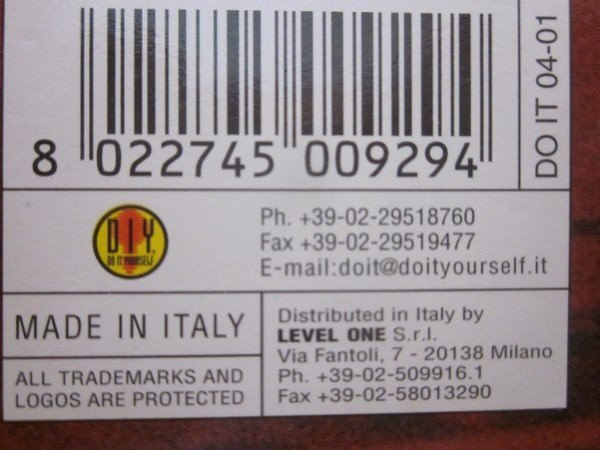 8 022745 009294
DO IT 04-01
DIY
DO IT YOURSELF
Ph. +39-02-29518760
Fax +39-02-29519477
E-mail:doit@doityourself.it
MADE IN ITALY
ALL TRADEMARKS AND
LOGOS ARE PROTECTED
Distributed in Italy by
LEVEL ONE S.r.l.
Via Fantoli, 7 - 20138 Milano
Ph. +39-02-509916.1
Fax +39-02-58013290